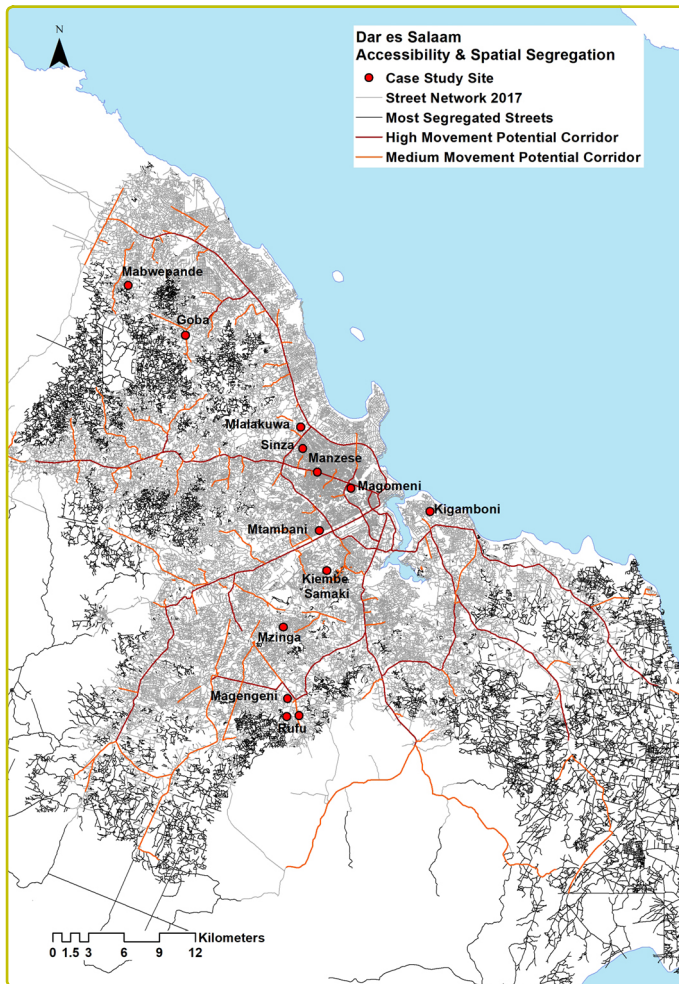 N
Dar es Salaam
Accessibility & Spatial Segregation
Case Study Site
Street Network 2017
Most Segregated Streets
High Movement Potential Corridor
Medium Movement Potential Corridor
Mabwepande
Goba
Mlalakuwa
Sinza
Manzese
Magomeni
Kigamboni
Mtambani
Kiembe
Samaki
Mzinga
Magengeni
Rufu
Kilometers
0 1.5 3 6 9 12